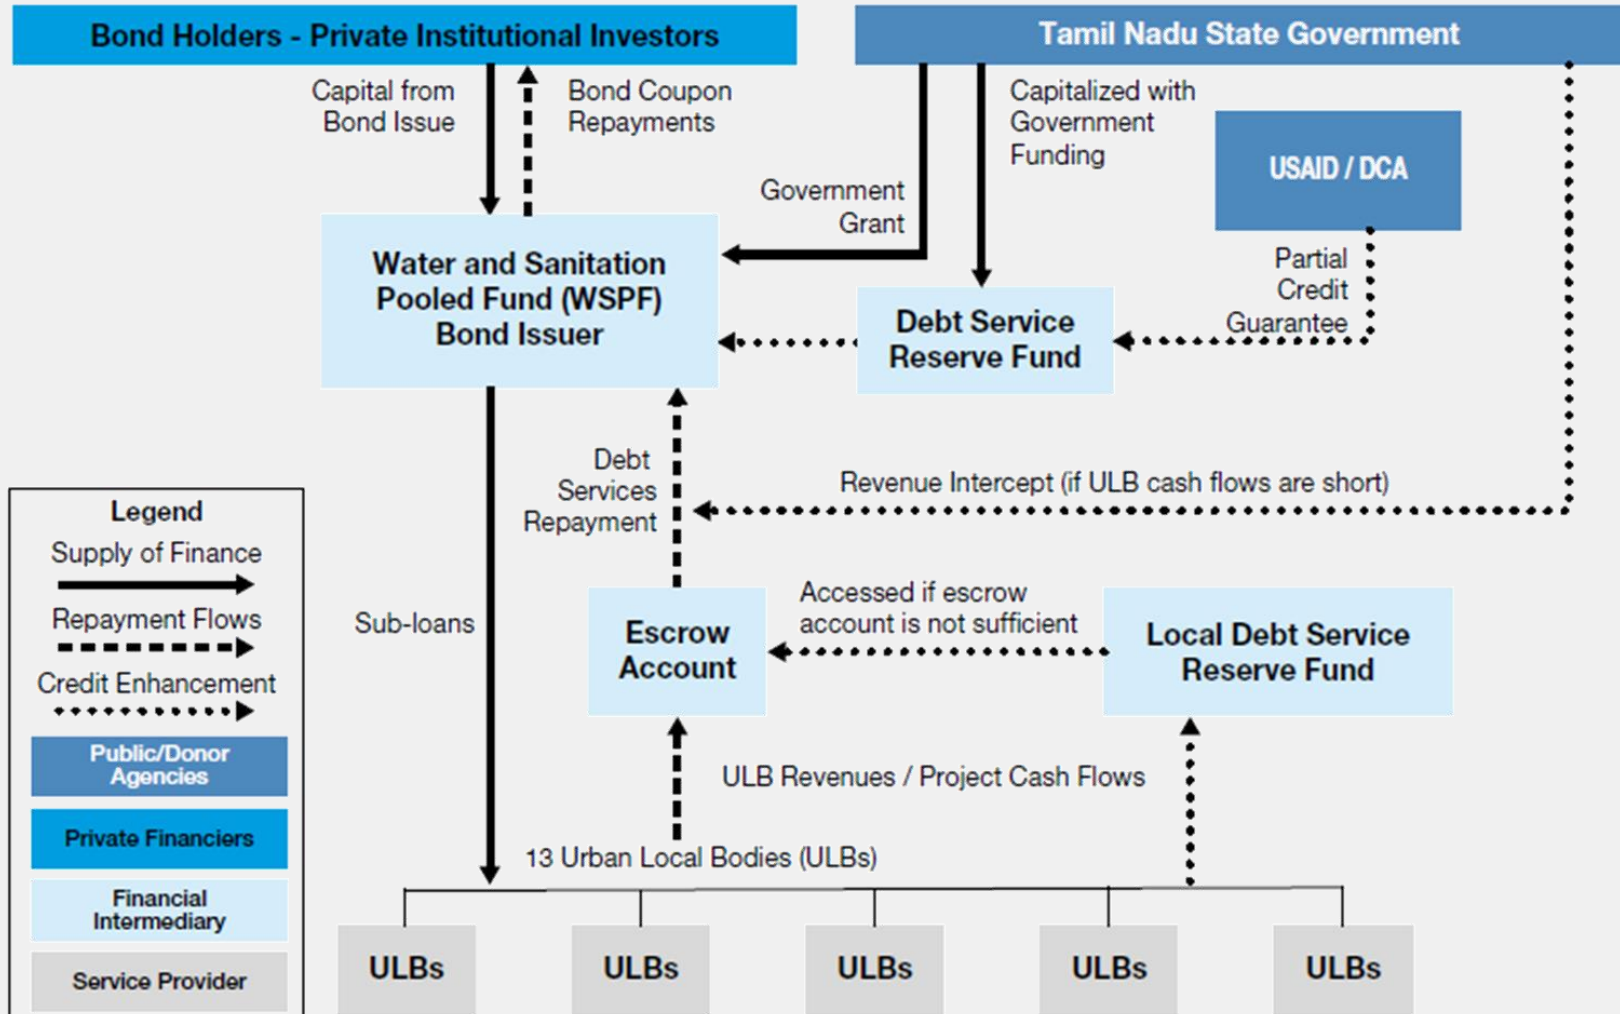 Bond Holders - Private Institutional Investors
Tamil Nadu State Government
Capital from
Bond Issue
Bond Coupon
Repayments
Capitalized with
Government
Funding
USAID / DCA
Government
Grant
Water and Sanitation
Pooled Fund (WSPF)
Bond Issuer
Partial
Credit
Guarantee
Debt Service
Reserve Fund
Debt
Services
Repayment
Revenue Intercept (if ULB cash flows are short)
Sub-loans
Escrow
Account
Accessed if escrow
account is not sufficient
Local Debt Service
Reserve Fund
ULB Revenues / Project Cash Flows
13 Urban Local Bodies (ULBs)
ULBs
ULBs
ULBs
ULBs
ULBs
Legend
Supply of Finance
Repayment Flows
Credit Enhancement
Public/Donor
Agencies
Private Financiers
Financial
Intermediary
Service Provider